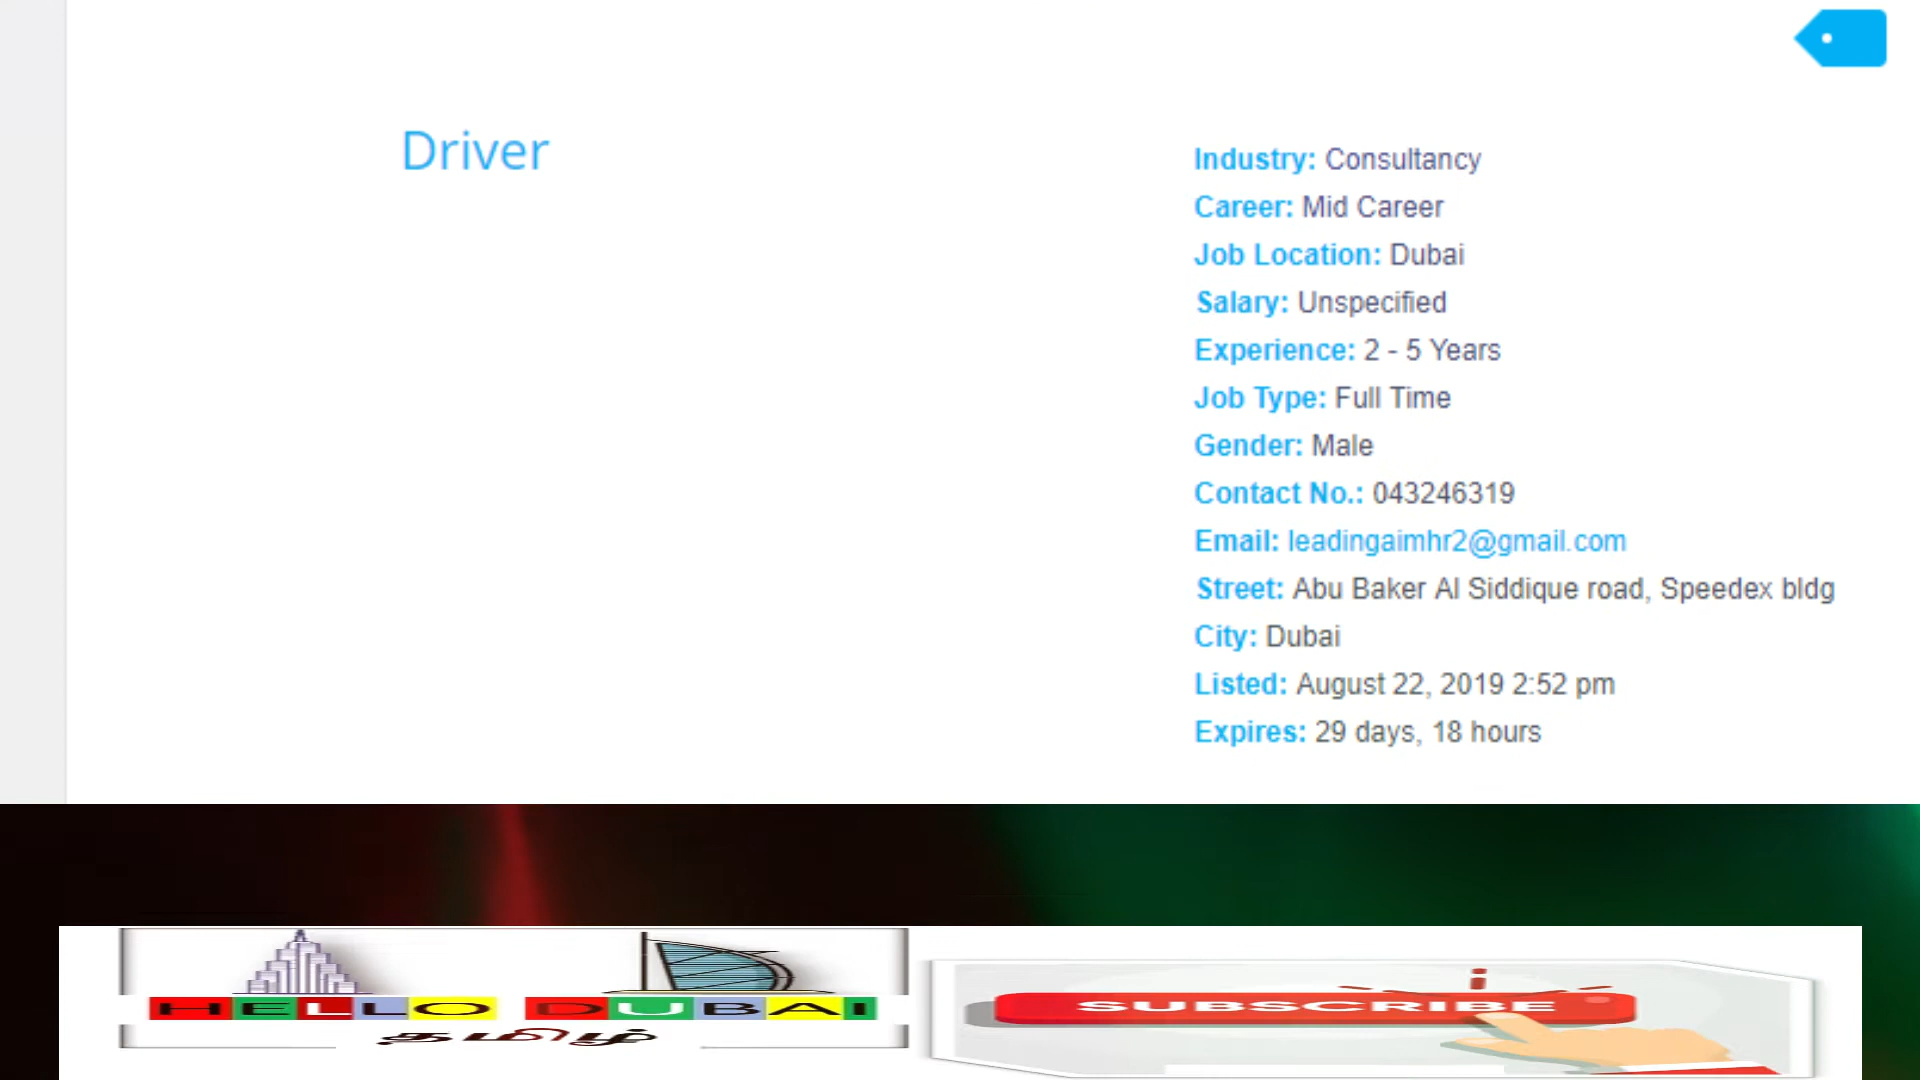 Driver
Industry: Consultancy
Career: Mid Career
Job Location: Dubai
Salary: Unspecified
Experience: 2 - 5 Years
Job Type: Full Time
Gender: Male
Contact No.: 043246319
Email: leadingaimhr2@gmail.com
Street: Abu Baker Al Siddique road, Speedex bldg
City: Dubai
Listed: August 22, 2019 2:52 pm
Expires: 29 days, 18 hours
HELLO DUBAI
தமிழ்
SUBSCRIBE